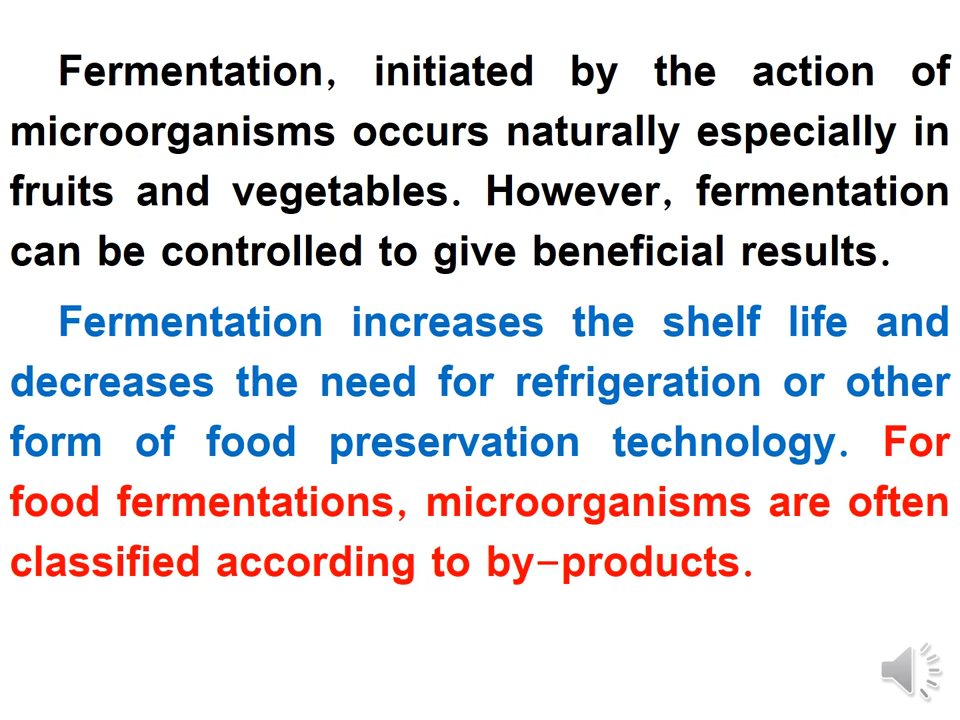 Fermentation, initiated by the action of
microorganisms occurs naturally especially in
fruits and vegetables. However, fermentation
can be controlled to give beneficial results.
Fermentation increases the shelf life and
decreases the need for refrigeration or other
form of food preservation technology. For
food fermentations, microorganisms are often
classified according to by-products.